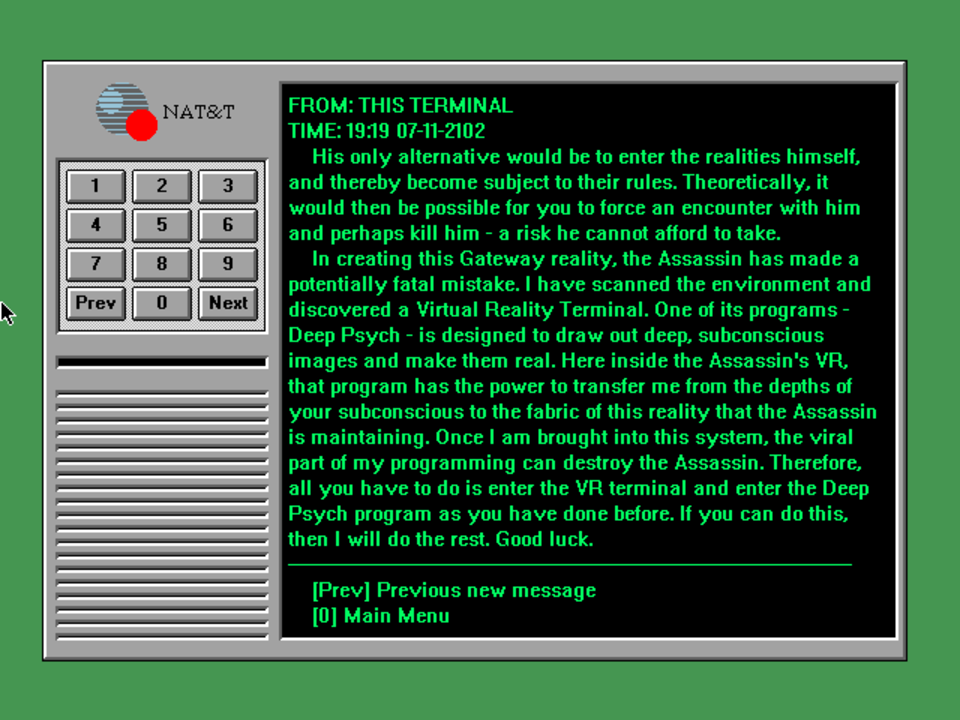 NAT&T
1 2 3
4 5 6
7 8 9
Prev 0 Next
FROM: THIS TERMINAL
TIME: 19:19 07-11-2102
His only alternative would be to enter the realities himself,
and thereby become subject to their rules. Theoretically, it
would then be possible for you to force an encounter with him
and perhaps kill him - a risk he cannot afford to take.
In creating this Gateway reality, the Assassin has made a
potentially fatal mistake. I have scanned the environment and
discovered a Virtual Reality Terminal. One of its programs -
Deep Psych - is designed to draw out deep, subconscious
images and make them real. Here inside the Assassin's VR,
that program has the power to transfer me from the depths of
your subconscious to the fabric of this reality that the Assassin
is maintaining. Once I am brought into this system, the viral
part of my programming can destroy the Assassin. Therefore,
all you have to do is enter the VR terminal and enter the Deep
Psych program as you have done before. If you can do this,
then I will do the rest. Good luck.
[Prev] Previous new message
[0] Main Menu